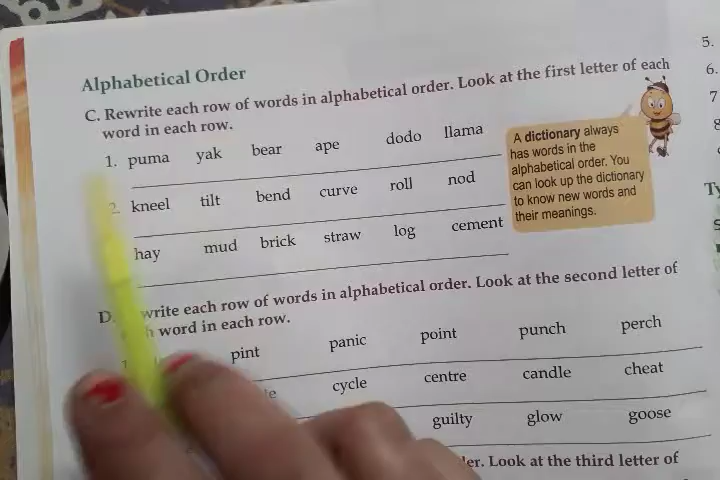 Alphabetical Order
C. Rewrite each row of words in alphabetical order. Look at the first letter of each
word in each row.
1. puma yak bear ape dodo llama
2. kneel tilt bend curve roll nod
hay mud brick straw log cement
A dictionary always
has words in the
alphabetical order. You
can look up the dictionary
to know new words and
their meanings.
D. write each row of words in alphabetical order. Look at the second letter of
word in each row.
pint panic point punch perch
cycle centre candle cheat
guilty glow goose
Look at the third letter of
5.
6.
7
8